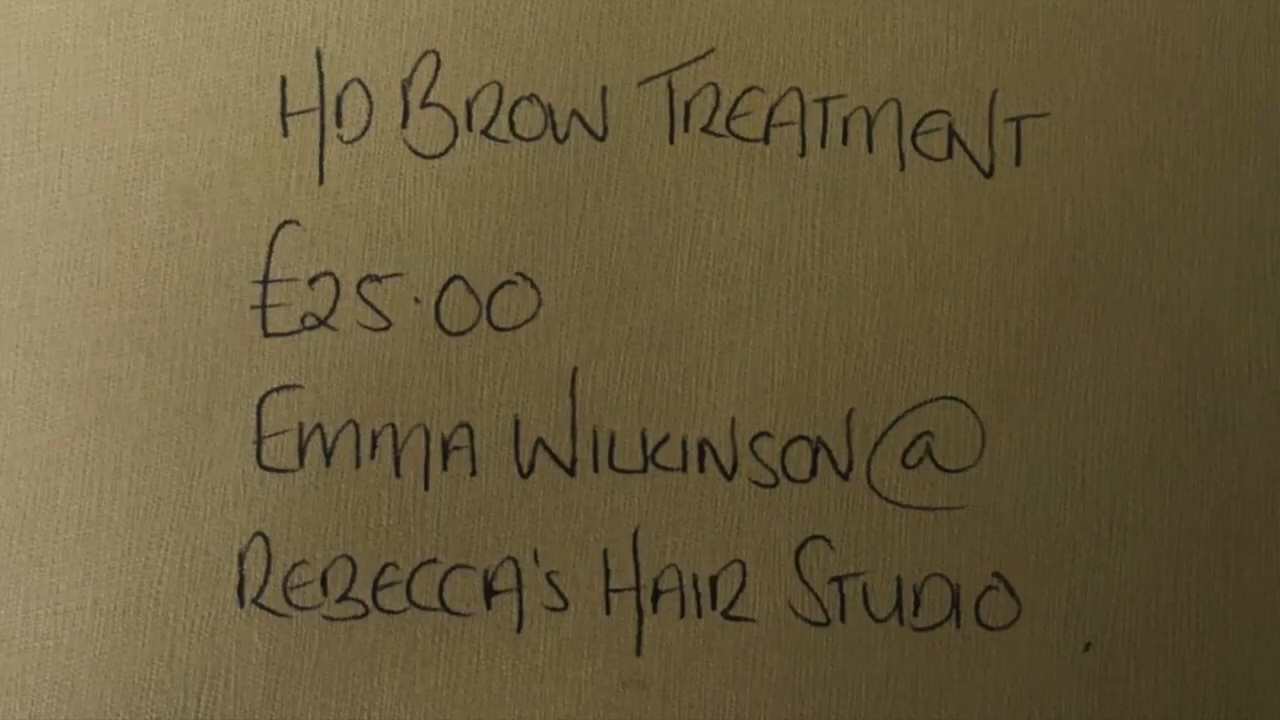 HD BROW TREATMENT
£25.00
EMMA WILKINSON @
REBECCA'S HAIR STUDIO.